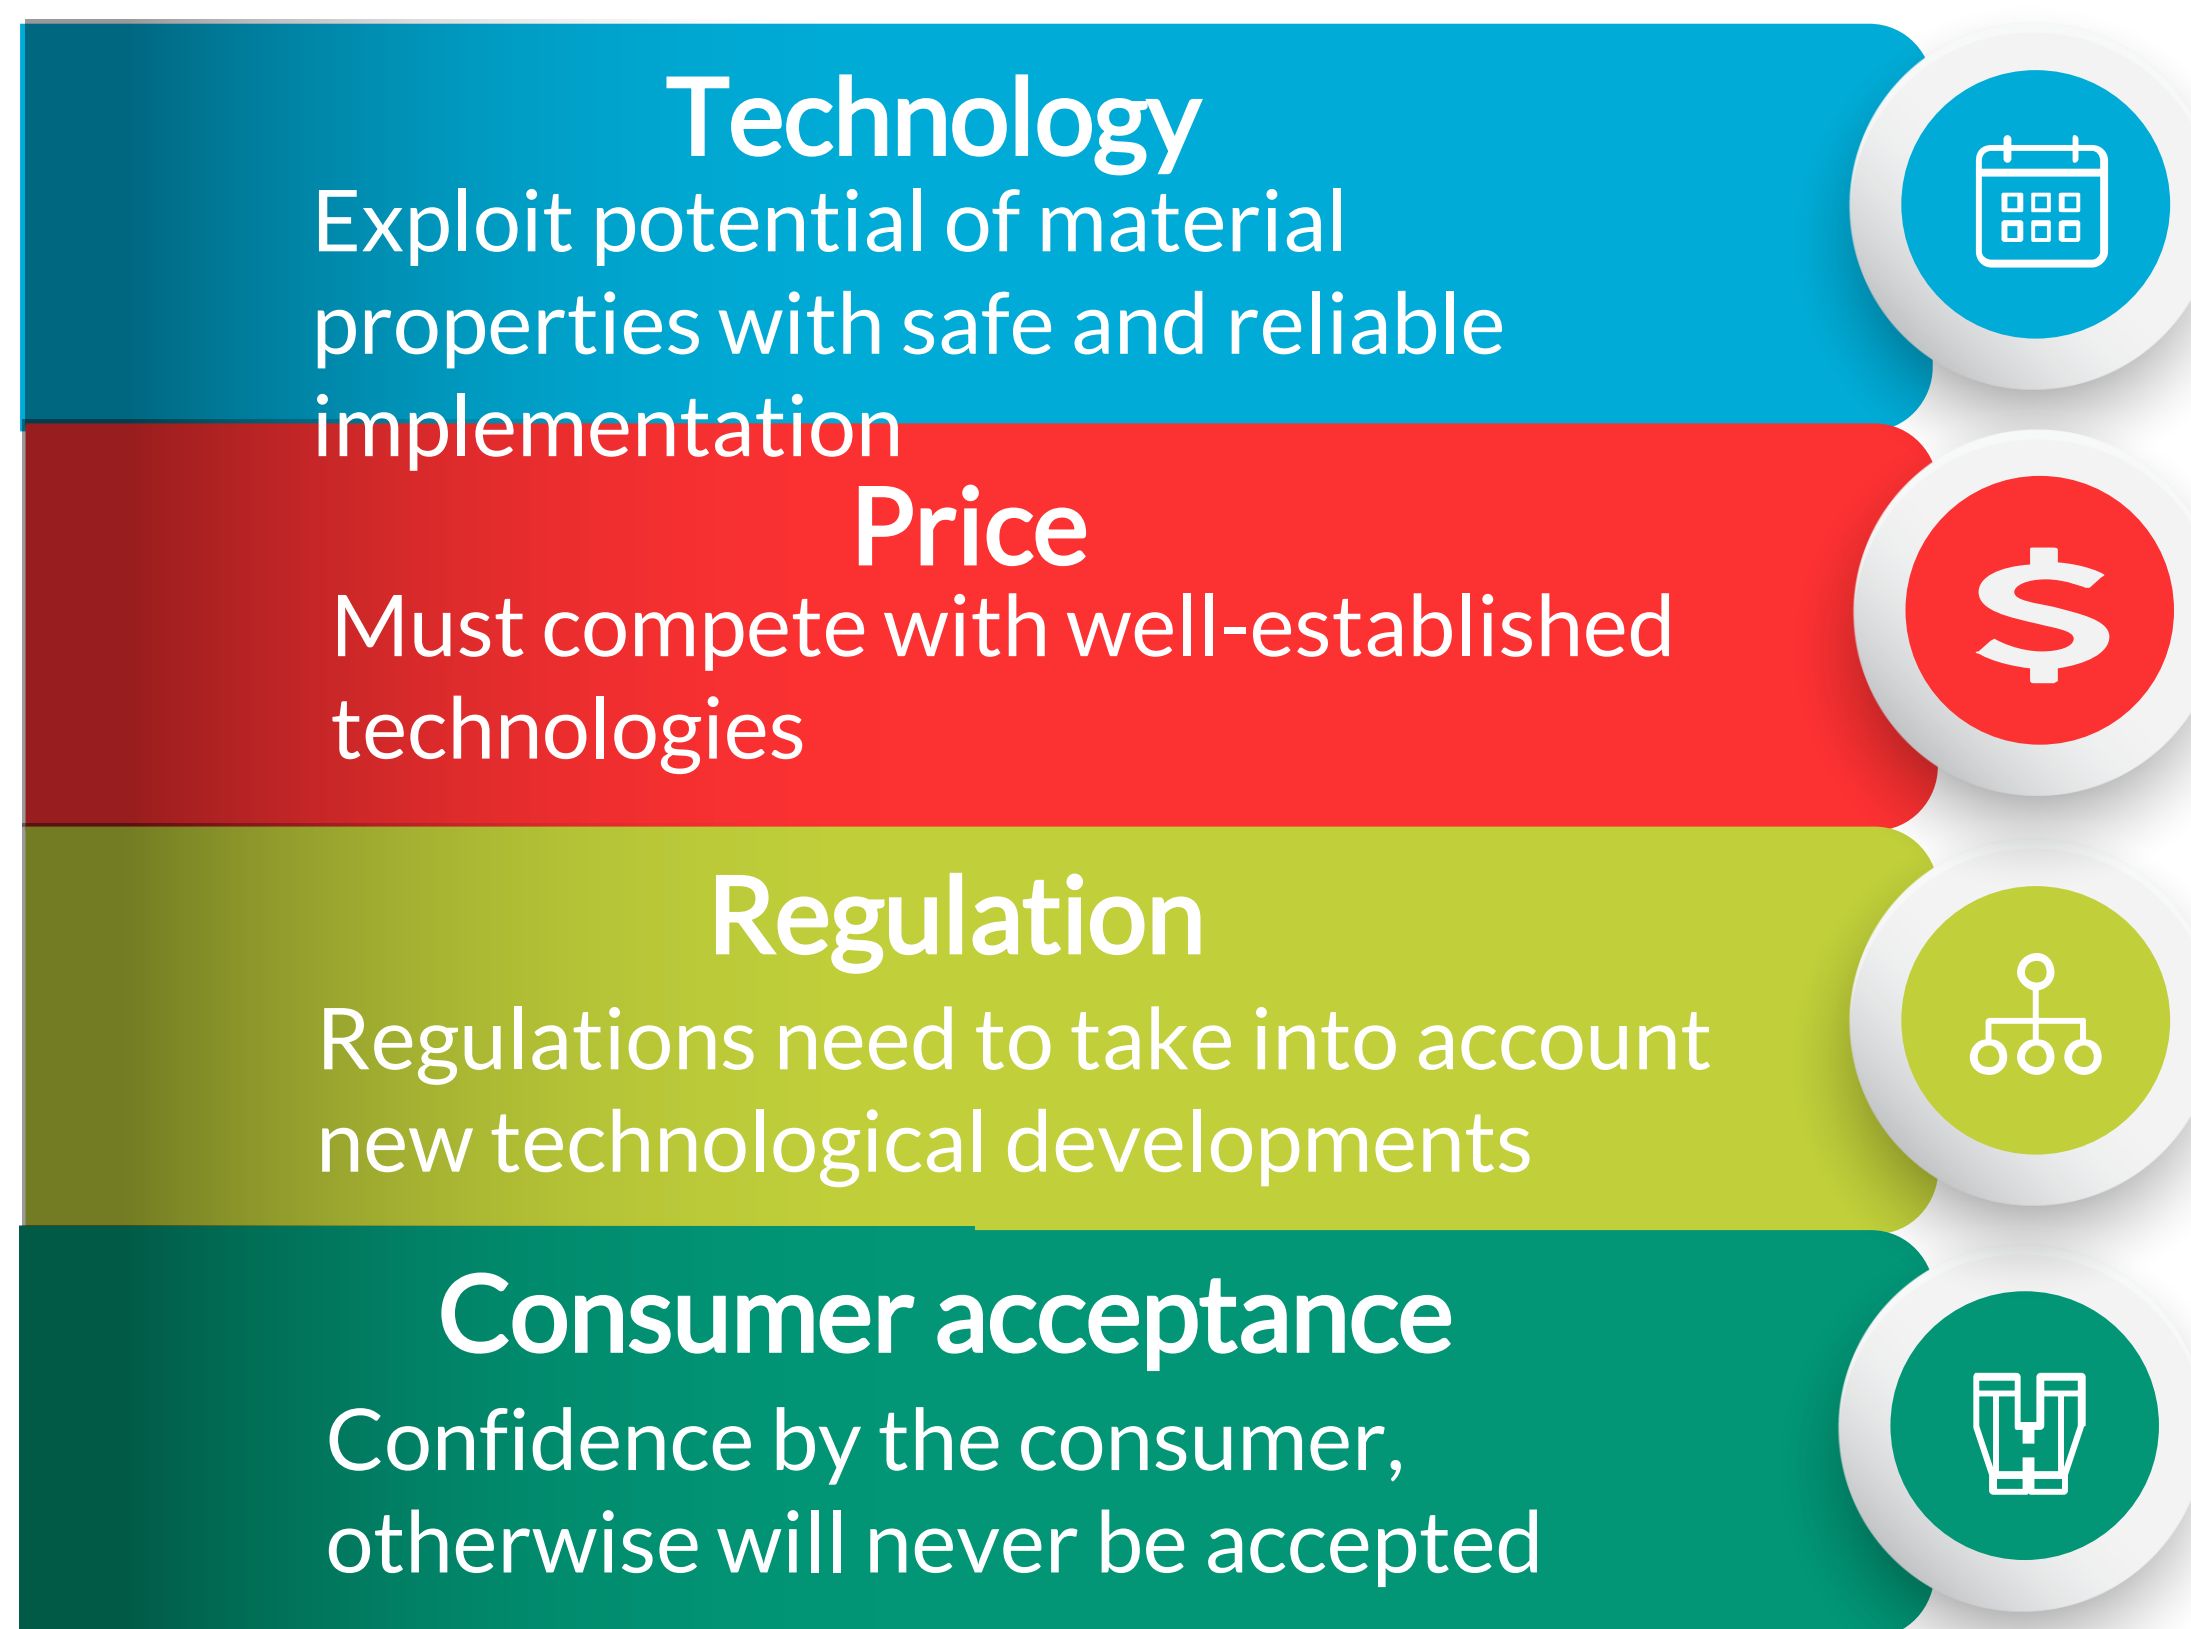 Technology
Exploit potential of material
properties with safe and reliable
implementation
Price
Must compete with well-established
technologies
Regulation
Regulations need to take into account
new technological developments
Consumer acceptance
Confidence by the consumer,
otherwise will never be accepted